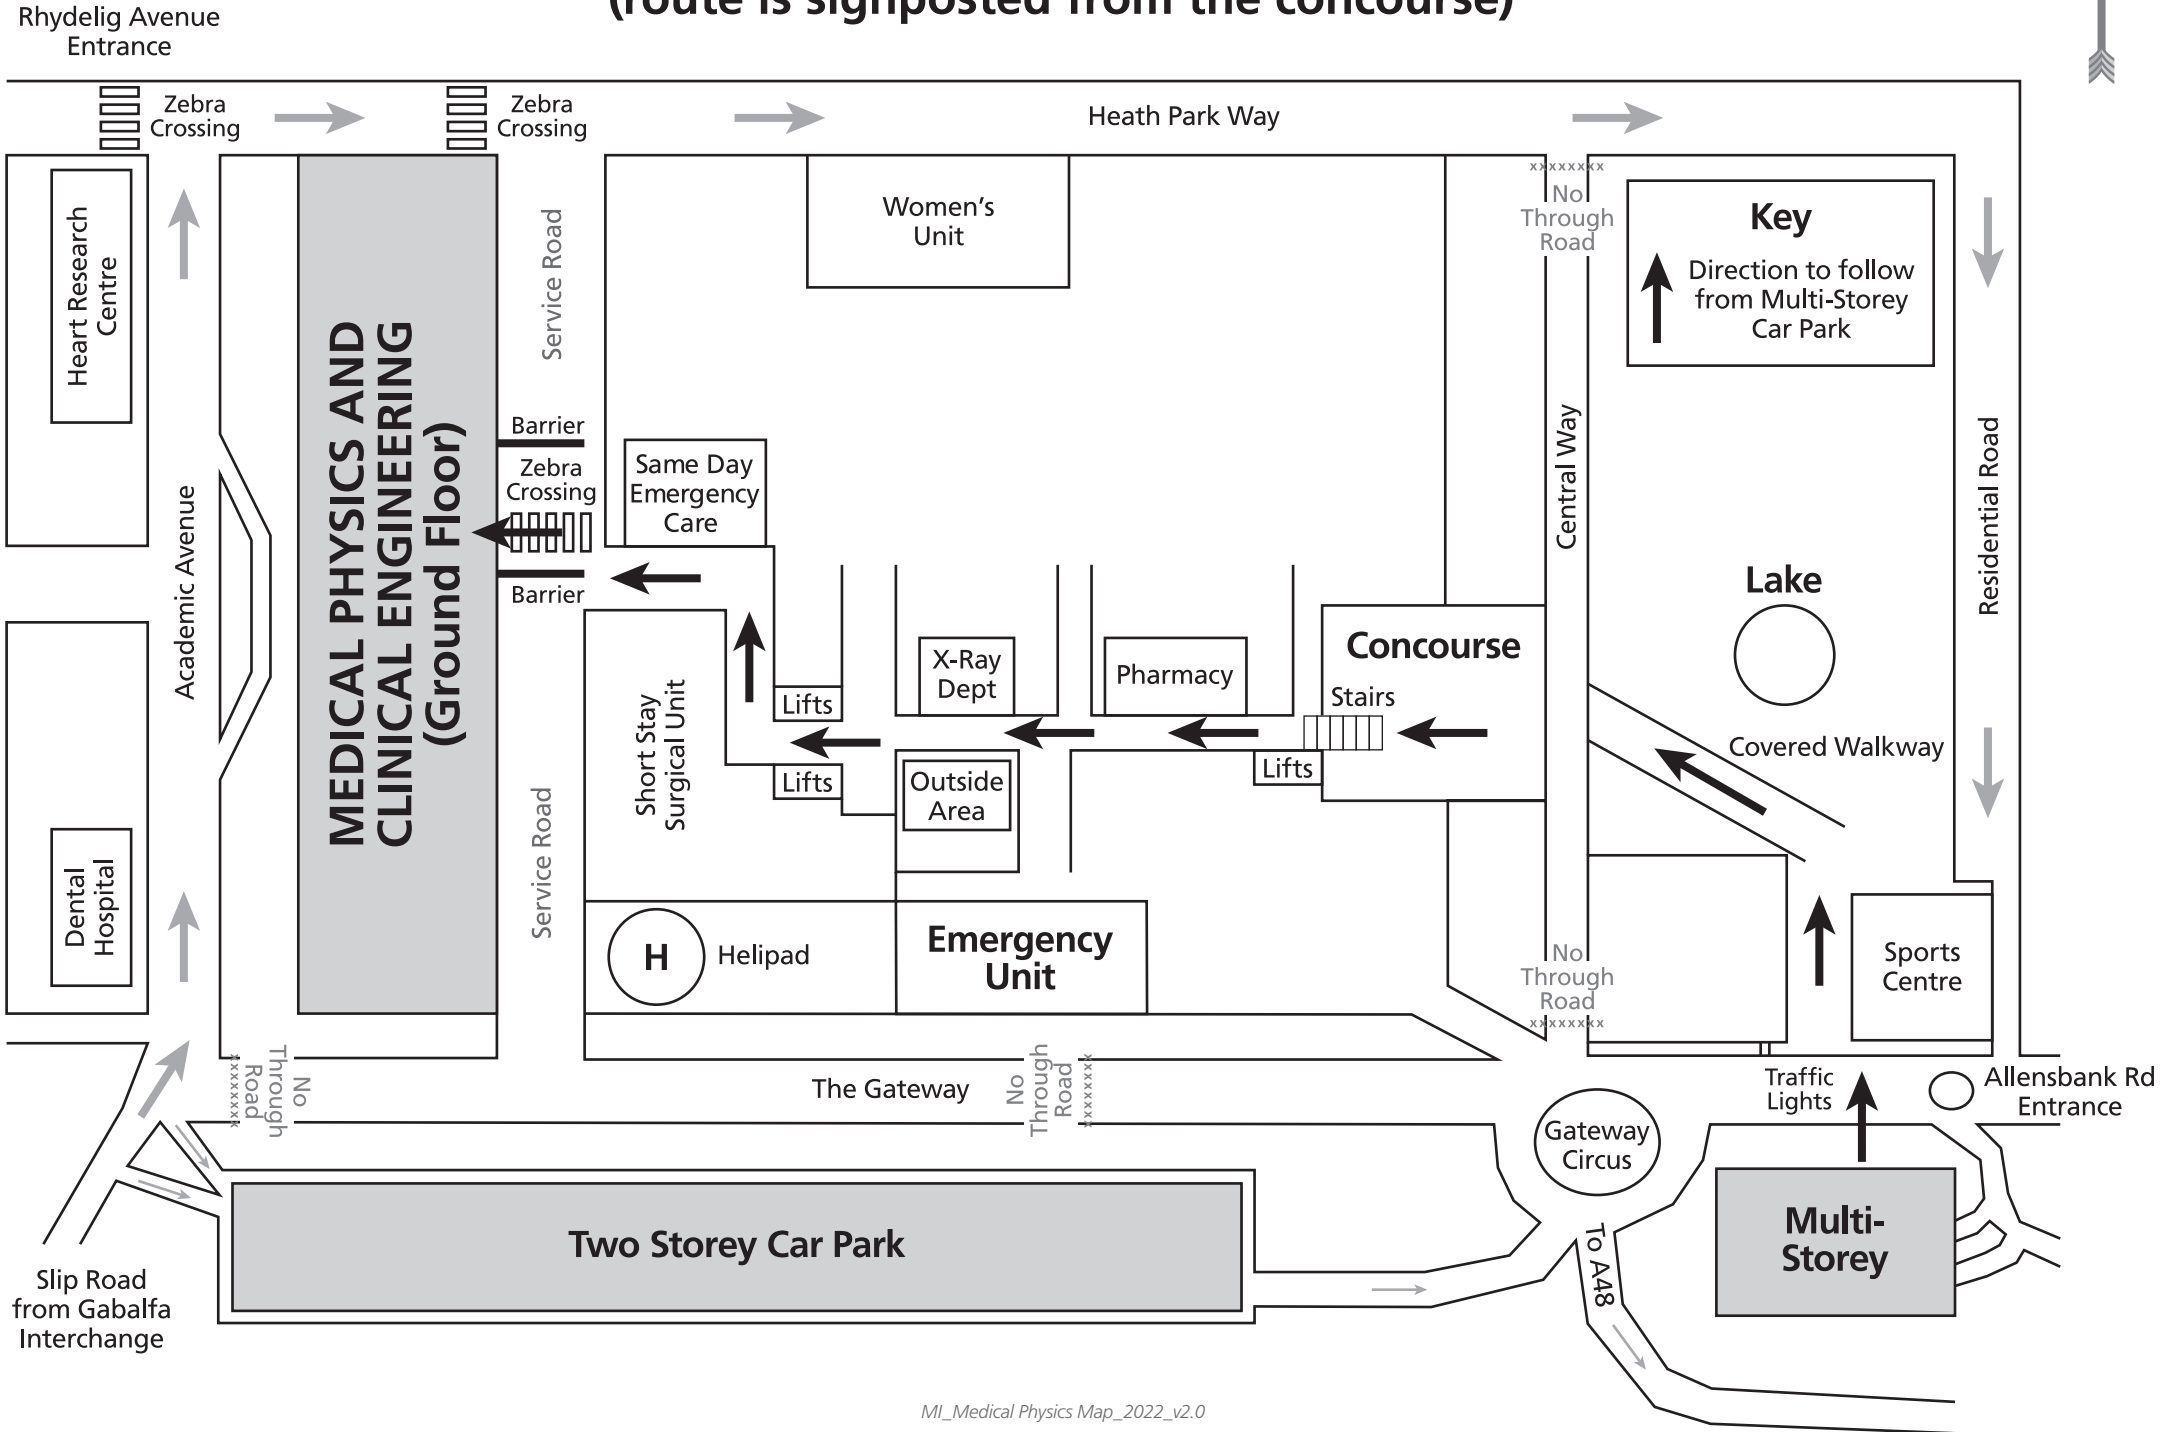 (route is signposted from the concourse)
Rhydelig Avenue
Entrance
Zebra
Crossing
Zebra
Crossing
Heath Park Way
Heart Research
Centre
Service Road
Women's
Unit
xxxxxxxx
No
Through
Road
Key
Direction to follow
from Multi-Storey
Car Park
MEDICAL PHYSICS AND
CLINICAL ENGINEERING
(Ground Floor)
Barrier
Zebra
Crossing
Barrier
Same Day
Emergency
Care
Central Way
Residential Road
Academic Avenue
Lake
Concourse
Stairs
X-Ray
Dept
Pharmacy
Lifts
Short Stay
Surgical Unit
Lifts
Outside
Area
Lifts
Covered Walkway
Service Road
Dental
Hospital
H
Helipad
Emergency
Unit
No
Through
Road
xxxxxxxx
Sports
Centre
No
Through
Road
xxxxxxxx
The Gateway
No
Through
Road
xxxxxxxx
Traffic
Lights
Allensbank Rd
Entrance
Gateway
Circus
Two Storey Car Park
To A48
Multi-
Storey
Slip Road
from Gabalfa
Interchange
MI_Medical Physics Map_2022_v2.0